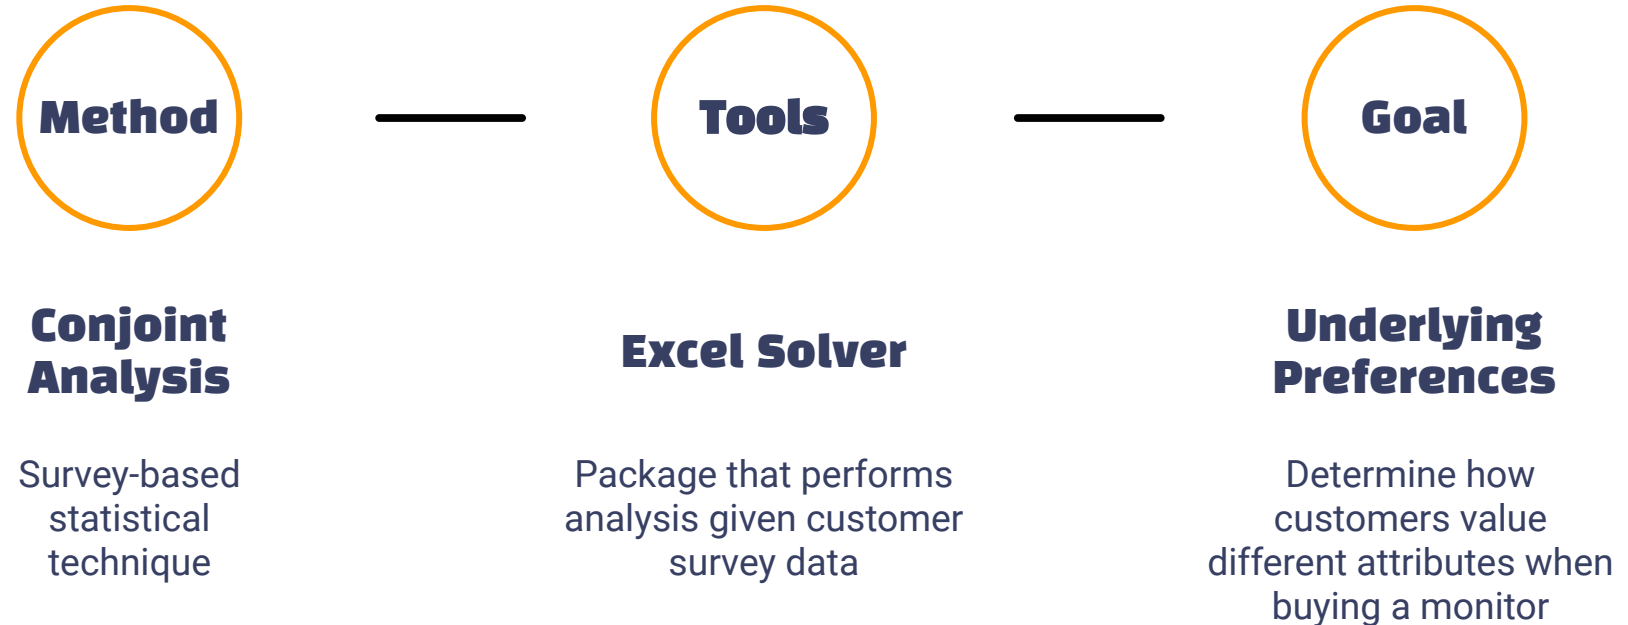 Method
Tools
Goal
Conjoint
Analysis
Excel Solver
Underlying
Preferences
Survey-based
statistical
technique
Package that performs
analysis given customer
survey data
Determine how
customers value
different attributes when
buying a monitor